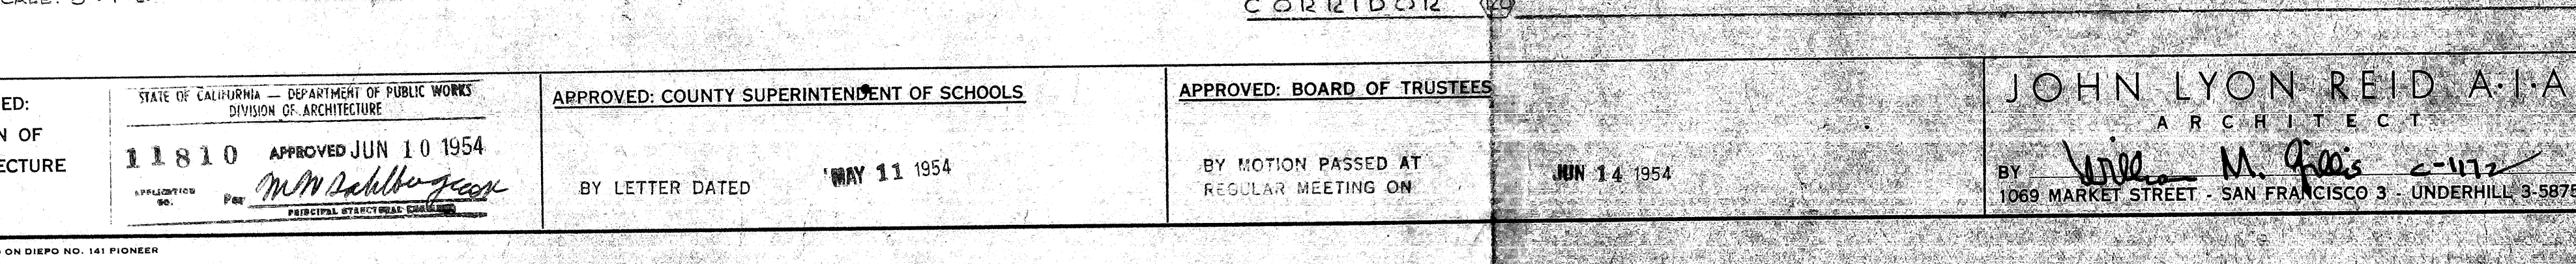 CORRIDOR
ED:
N OF
ECTURE
STATE OF CALIFORNIA — DEPARTMENT OF PUBLIC WORKS
DIVISION OF ARCHITECTURE
11810 APPROVED JUN 10 1954
APPLICATION
NO.
Per
PRINCIPAL STRUCTURAL ENGINEER
APPROVED: COUNTY SUPERINTENDENT OF SCHOOLS
BY LETTER DATED MAY 11 1954
APPROVED: BOARD OF TRUSTEES
BY MOTION PASSED AT
REGULAR MEETING ON JUN 14 1954
JOHN LYON REID A·I·A
ARCHITECT
BY William M. Gillis C-1172
1069 MARKET STREET - SAN FRANCISCO 3 - UNDERHILL 3-5875
ON DIEPO NO. 141 PIONEER